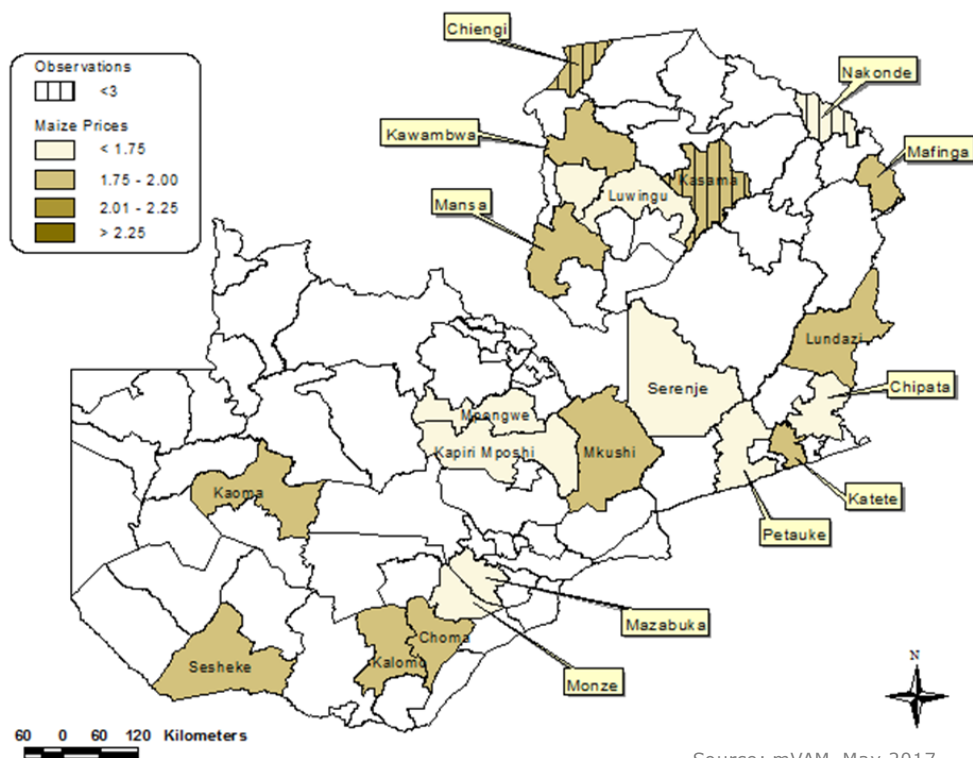 Chiengi
Observations
<3
Nakonde
Maize Prices
< 1.75
1.75 - 2.00
2.01 - 2.25
> 2.25
Kawambwa
Mafinga
Kasama
Luwingu
Mansa
Lundazi
Serenje
Chipata
Mpongwe
Kapiri Mposhi
Mkushi
Kaoma
Katete
Petauke
Mazabuka
Choma
Sesheke
Kalomo
Monze
N
60 0 60 120 Kilometers
Source: mVAM, May 2017